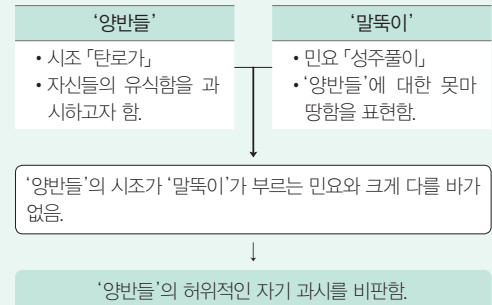 ‘양반들’
• 시조 「탄로가」
• 자신들의 유식함을 과
시하고자 함.
‘말뚝이’
• 민요 「성주풀이」
• ‘양반들’에 대한 못마
땅함을 표현함.
‘양반들’의 시조가 ‘말뚝이’가 부르는 민요와 크게 다를 바가
없음.
↓
‘양반들’의 허위적인 자기 과시를 비판함.